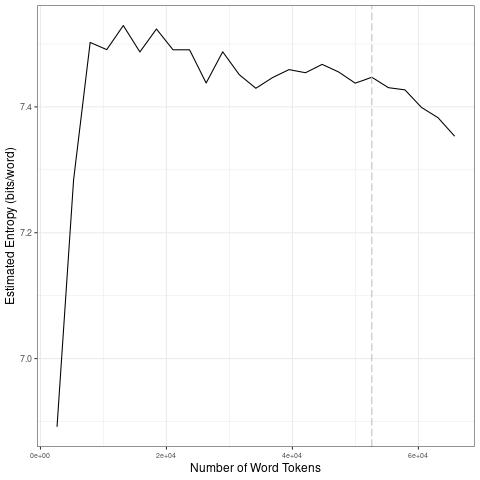 Estimated Entropy (bits/word)
7.4
7.2
7.0
0e+00 2e+04 4e+04 6e+04
Number of Word Tokens